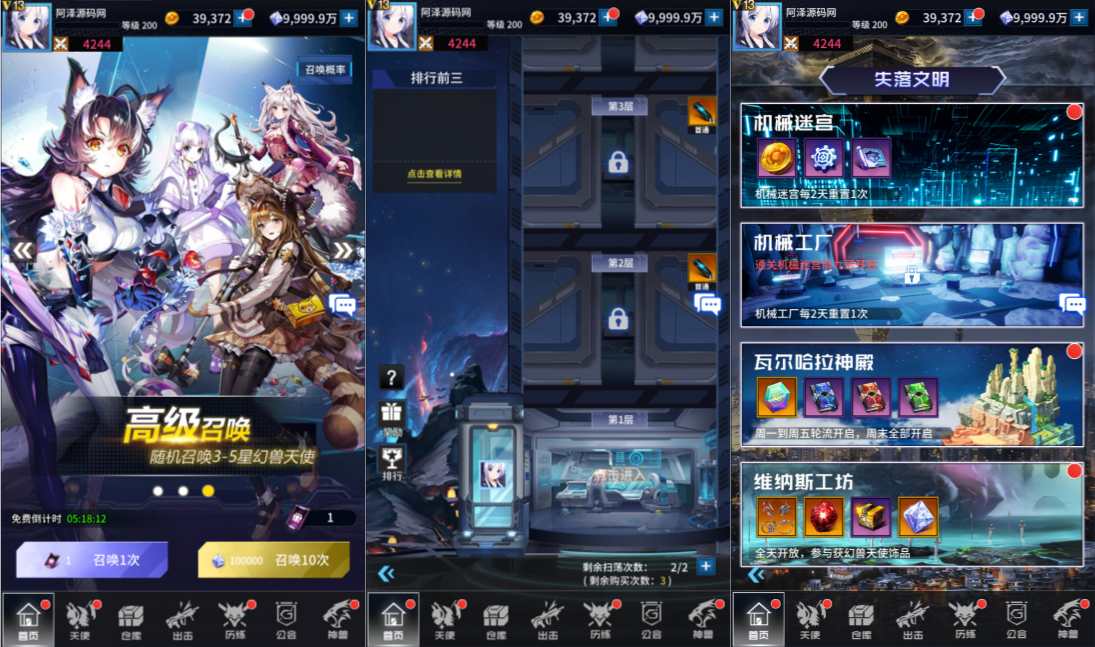 V13
阿泽源码网
等级 200
39,372
9,999.9万
4244
召唤概率
高级召唤
随机召唤3-5星幻兽天使
免费倒计时 05:18:12
1
1 召唤1次
100000 召唤10次
首页
天使
仓库
出击
历练
公会
神兽
V13
阿泽源码网
等级 200
39,372
9,999.9万
4244
排行前三
点击查看详情
第3层
普通
第2层
普通
第1层
点击进入
?
排行
剩余扫荡次数: 2/2
(剩余购买次数: 3)
首页
天使
仓库
出击
历练
公会
神兽
V13
阿泽源码网
等级 200
39,372
9,999.9万
4244
失落文明
机械迷宫
机械迷宫每2天重置1次
机械工厂
通关机械迷宫
机械工厂每2天重置1次
瓦尔哈拉神殿
周一到周五轮流开启，周末全部开启
维纳斯工坊
全天开放，参与获幻兽天使饰品
首页
天使
仓库
出击
历练
公会
神兽